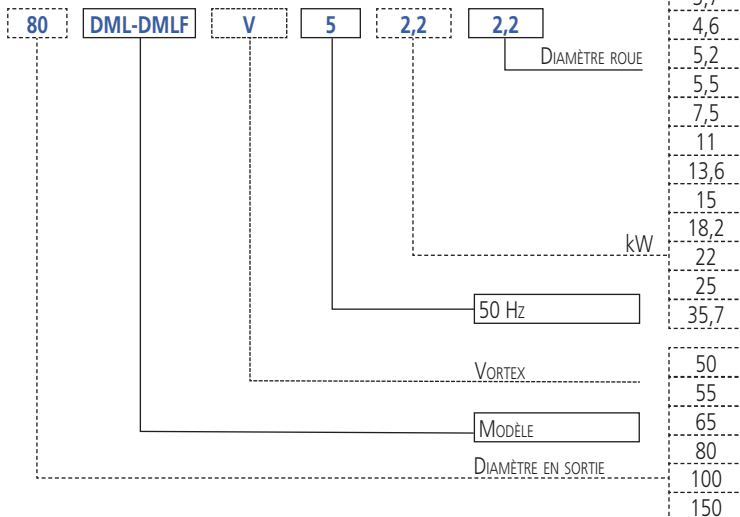 80 DML-DMLF V 5 2,2 2,2
4,6
DIAMÈTRE ROUE 5,2
5,5
7,5
11
13,6
15
18,2
kW 22
25
50 Hz 35,7
VORTEX 50
55
MODÈLE 65
80
DIAMÈTRE EN SORTIE 100
150